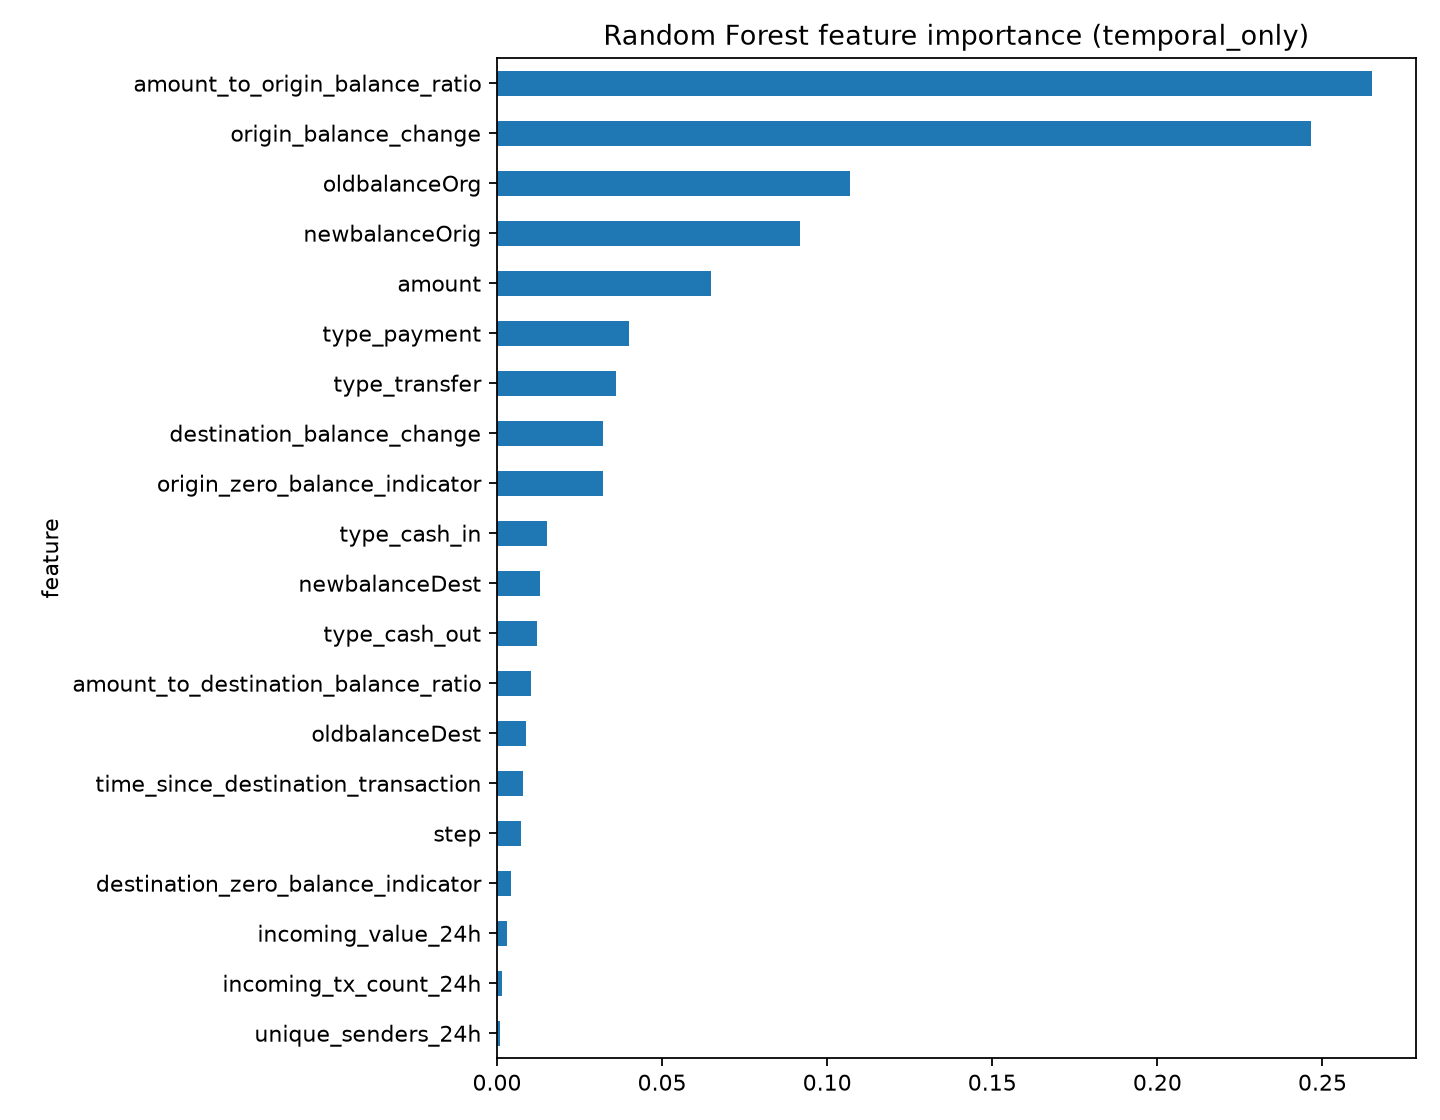 Random Forest feature importance (temporal_only)
amount_to_origin_balance_ratio
origin_balance_change
oldbalanceOrg
newbalanceOrig
amount
type_payment
type_transfer
destination_balance_change
origin_zero_balance_indicator
type_cash_in
newbalanceDest
type_cash_out
amount_to_destination_balance_ratio
oldbalanceDest
time_since_destination_transaction
step
destination_zero_balance_indicator
incoming_value_24h
incoming_tx_count_24h
unique_senders_24h
feature
0.00 0.05 0.10 0.15 0.20 0.25